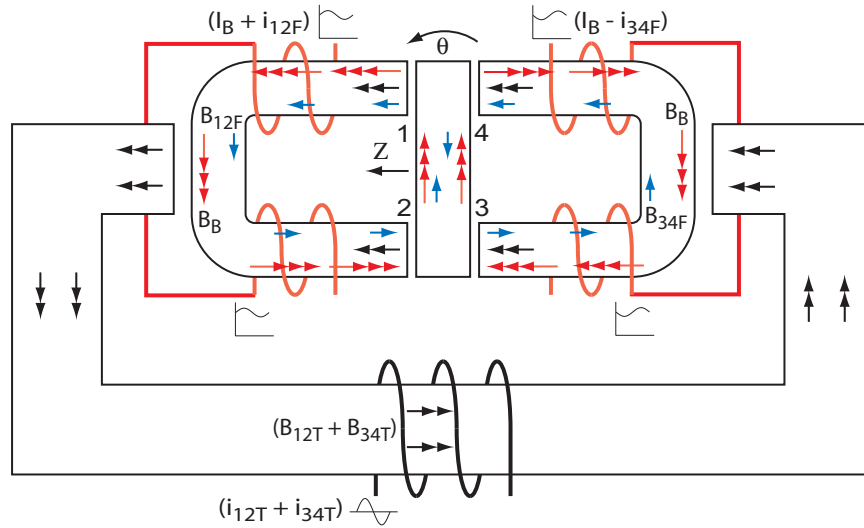 (I_B + i_12F)
θ
(I_B - i_34F)
B_12F
1
4
B_B
Z
B_B
2
3
B_34F
(B_12T + B_34T)
(i_12T + i_34T)